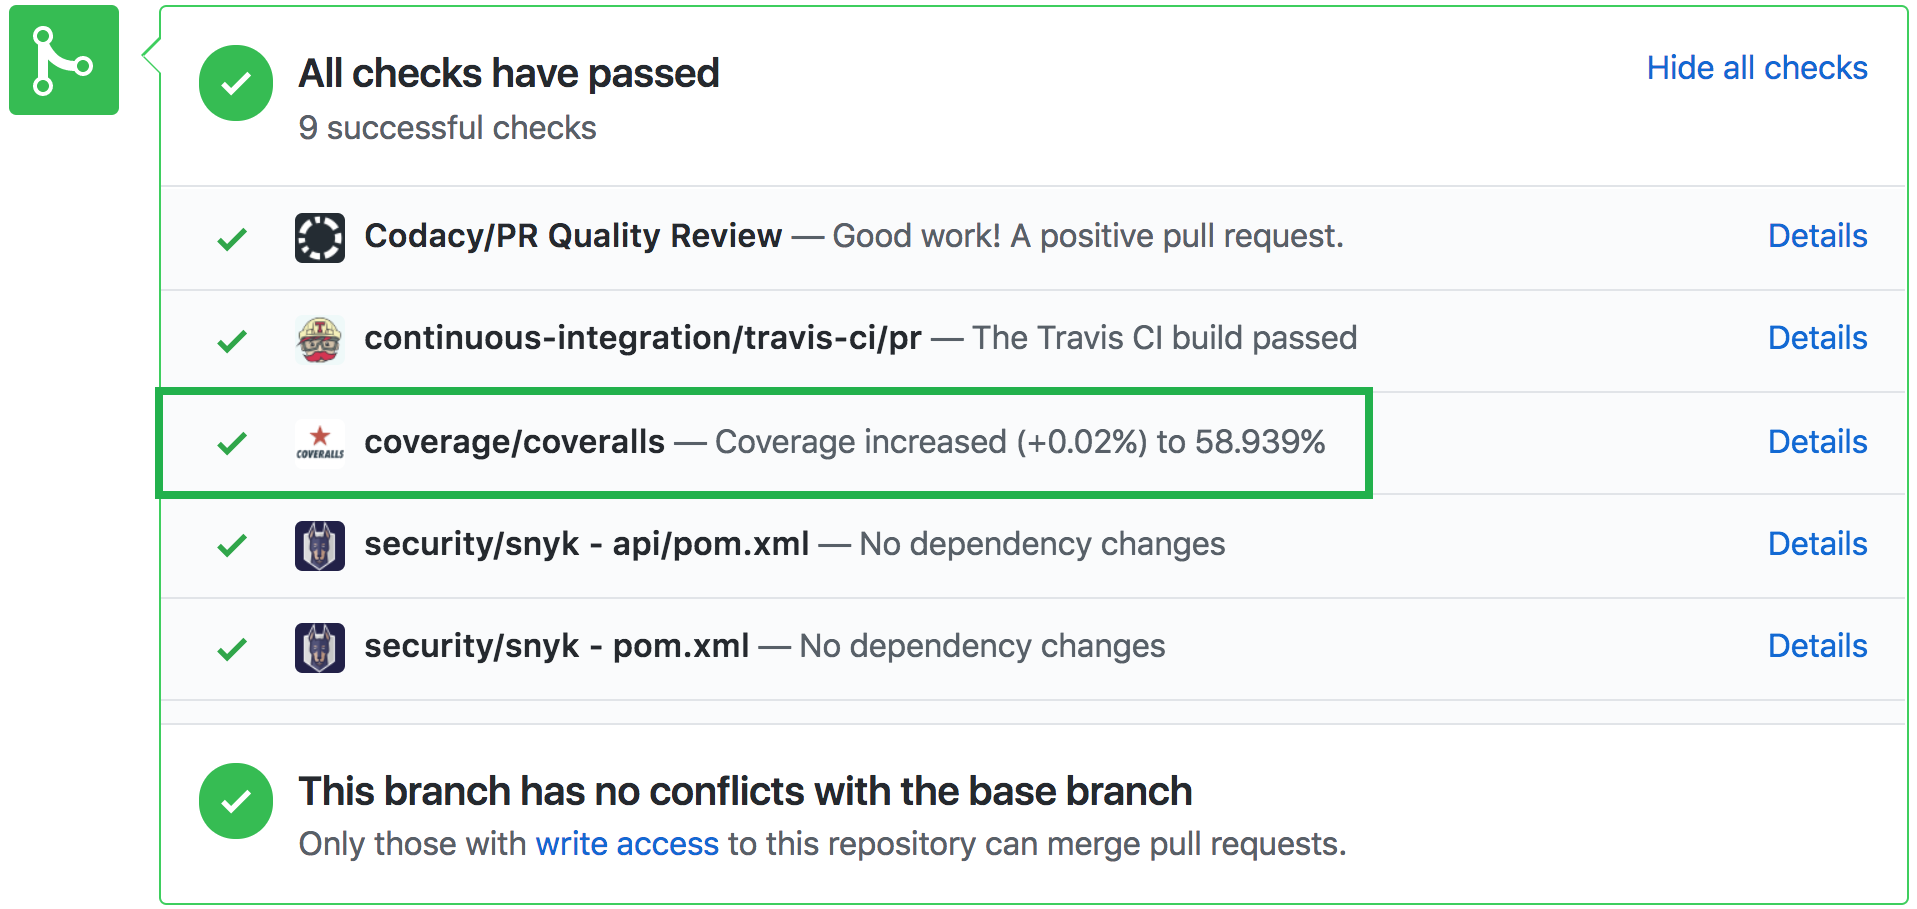 All checks have passed
Hide all checks
9 successful checks
Codacy/PR Quality Review — Good work! A positive pull request.
Details
T
continuous-integration/travis-ci/pr — The Travis CI build passed
Details
COVERALLS
coverage/coveralls — Coverage increased (+0.02%) to 58.939%
Details
security/snyk - api/pom.xml — No dependency changes
Details
security/snyk - pom.xml — No dependency changes
Details
This branch has no conflicts with the base branch
Only those with write access to this repository can merge pull requests.